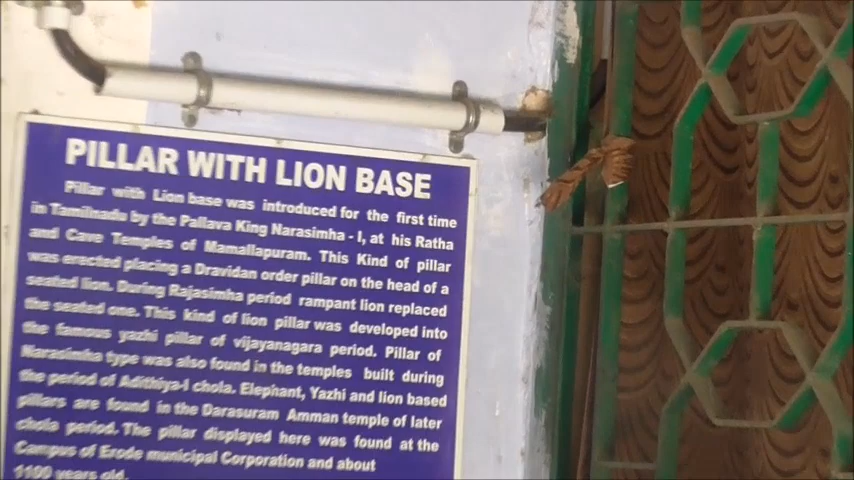 PILLAR WITH LION BASE
Pillar with Lion base was introduced for the first time
in Tamilnadu by the Pallava King Narasimha - I, at his Ratha
and Cave Temples of Mamallapuram. This Kind of pillar
was erected placing a Dravidan order pillar on the head of a
seated lion. During Rajasimha period rampant lion replaced
the seated one. This kind of lion pillar was developed into
the famous yazhi pillar of vijayanagara period. Pillar of
Narasimha type was also found in the temples built during
the period of Adithiya-I chola. Elephant, Yazhi and lion based
pillars are found in the Darasuram Amman temple of later
chola period. The pillar displayed here was found at the
Campus of Erode municipal Corporation and about
1100 years old.